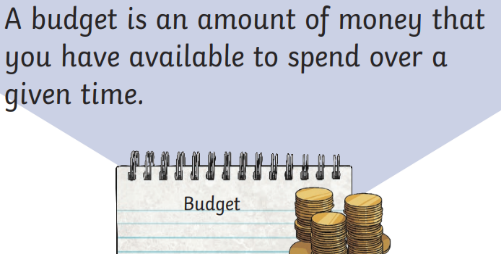 A budget is an amount of money that
you have available to spend over a
given time.
Budget